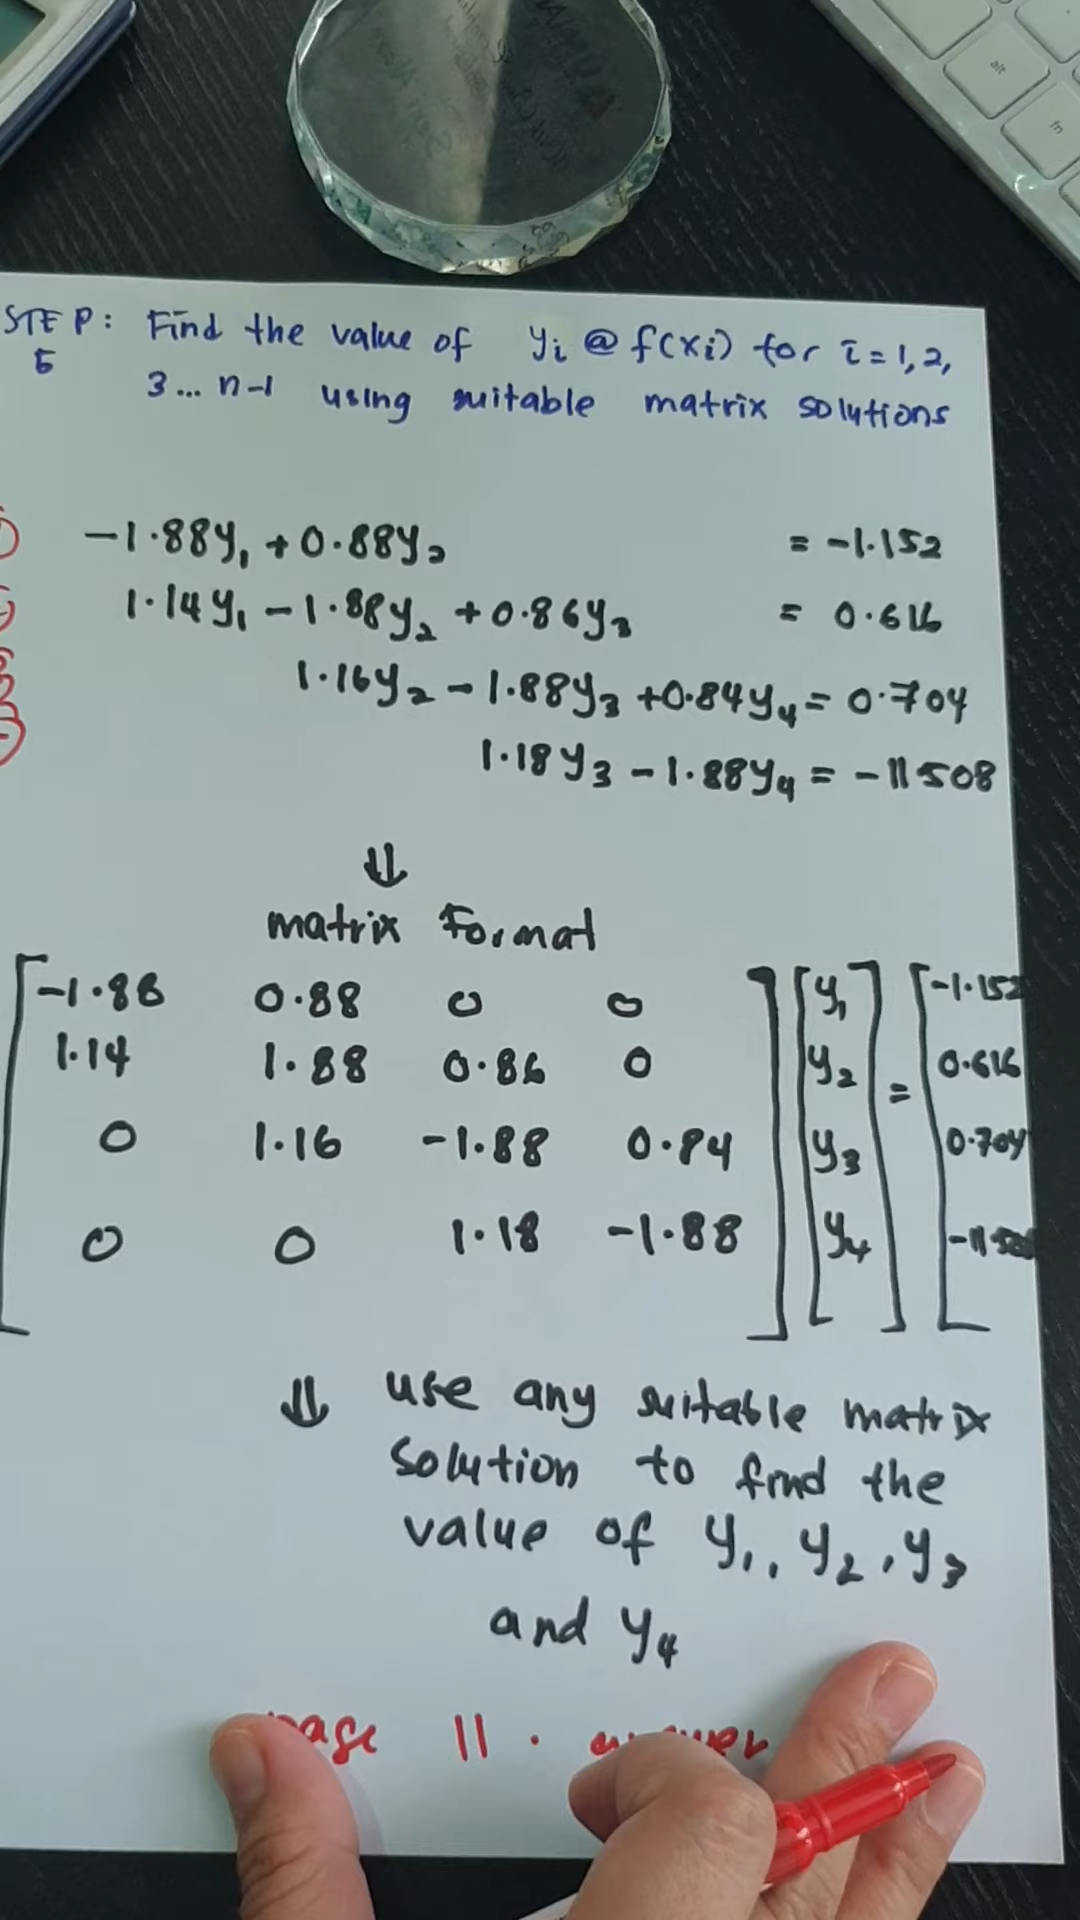 alt
fn
STEP: Find the value of yi @ f(xi) for i=1,2,
5 3... n-1 using suitable matrix solutions
-1.88y1 + 0.88y2 = -1.152
1.14y1 - 1.88y2 + 0.86y3 = 0.616
1.16y2 - 1.88y3 + 0.84y4 = 0.704
1.18y3 - 1.88y4 = -11508
⇓
matrix Format
-1.88 0.88 0 0 y1 = -1.152
1.14 1.88 0.86 0 y2 0.616
0 1.16 -1.88 0.84 y3 0.704
0 0 1.18 -1.88 y4 -11508
⇓ use any suitable matrix
solution to find the
value of y1, y2, y3
and y4
page 11. answer